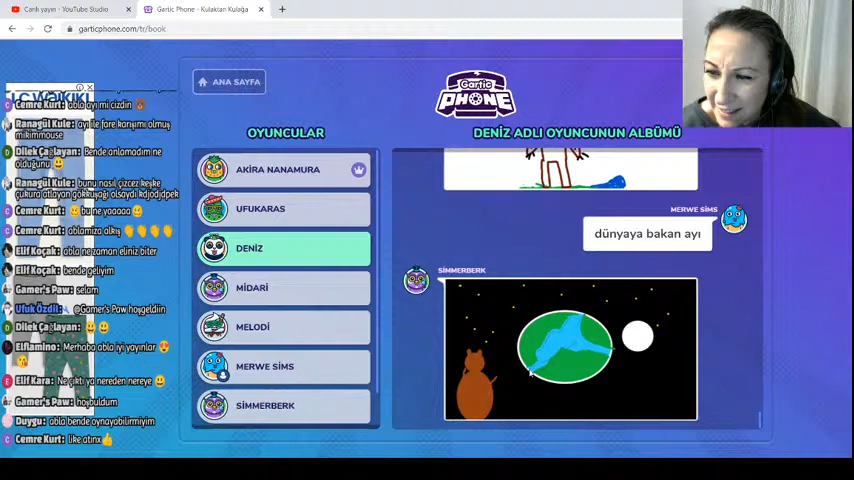 Canlı yayın - YouTube Studio
Gartic Phone - Kulaktan Kulağa
garticphone.com/tr/book
ANA SAYFA
Gartic
PHONE
LC WAIKIKI
Cemre Kurt: abla ayı mı çizdin
Ranagül Kule: ayı ile fare karışımı olmuş
mikimmouse
Dilek Çağlayan: Bende anlamadım ne
olduğunu
Ranagül Kule: bunu nasıl çizcez keşke
çukura atlayan gökkuşağı olsaydı kdjodjdpek
Cemre Kurt: bu ne yaaaa
Cemre Kurt: ablamıza alkış
Elif Koçak: abla ne zaman eliniz biter
Elif Koçak: bende geliyim
Gamer's Paw: selam
Ufuk Özdil: @Gamer's Paw hoşgeldiin
Dilek Çağlayan:
Elflamino: Merhaba abla iyi yayınlar
Elif Kara: Ne çıktı ya nereden nereye
Gamer's Paw: hoşbuldum
Duygu: abla bende oynayabilirmiyim
Cemre Kurt: like atınx
OYUNCULAR
AKİRA NANAMURA
UFUKARAS
DENİZ
MİDARİ
MELODİ
MERWE SİMS
SİMMERBERK
DENİZ ADLI OYUNCUNUN ALBÜMÜ
MERWE SİMS
dünyaya bakan ayı
SİMMERBERK